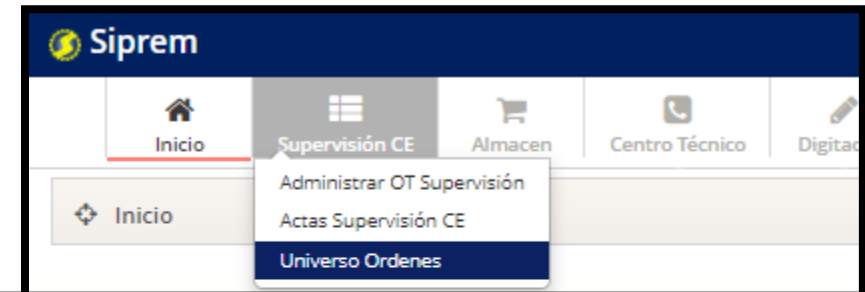 Siprem
Inicio
Supervisión CE
Almacen
Centro Técnico
Administrar OT Supervisión
Inicio
Actas Supervisión CE
Universo Ordenes